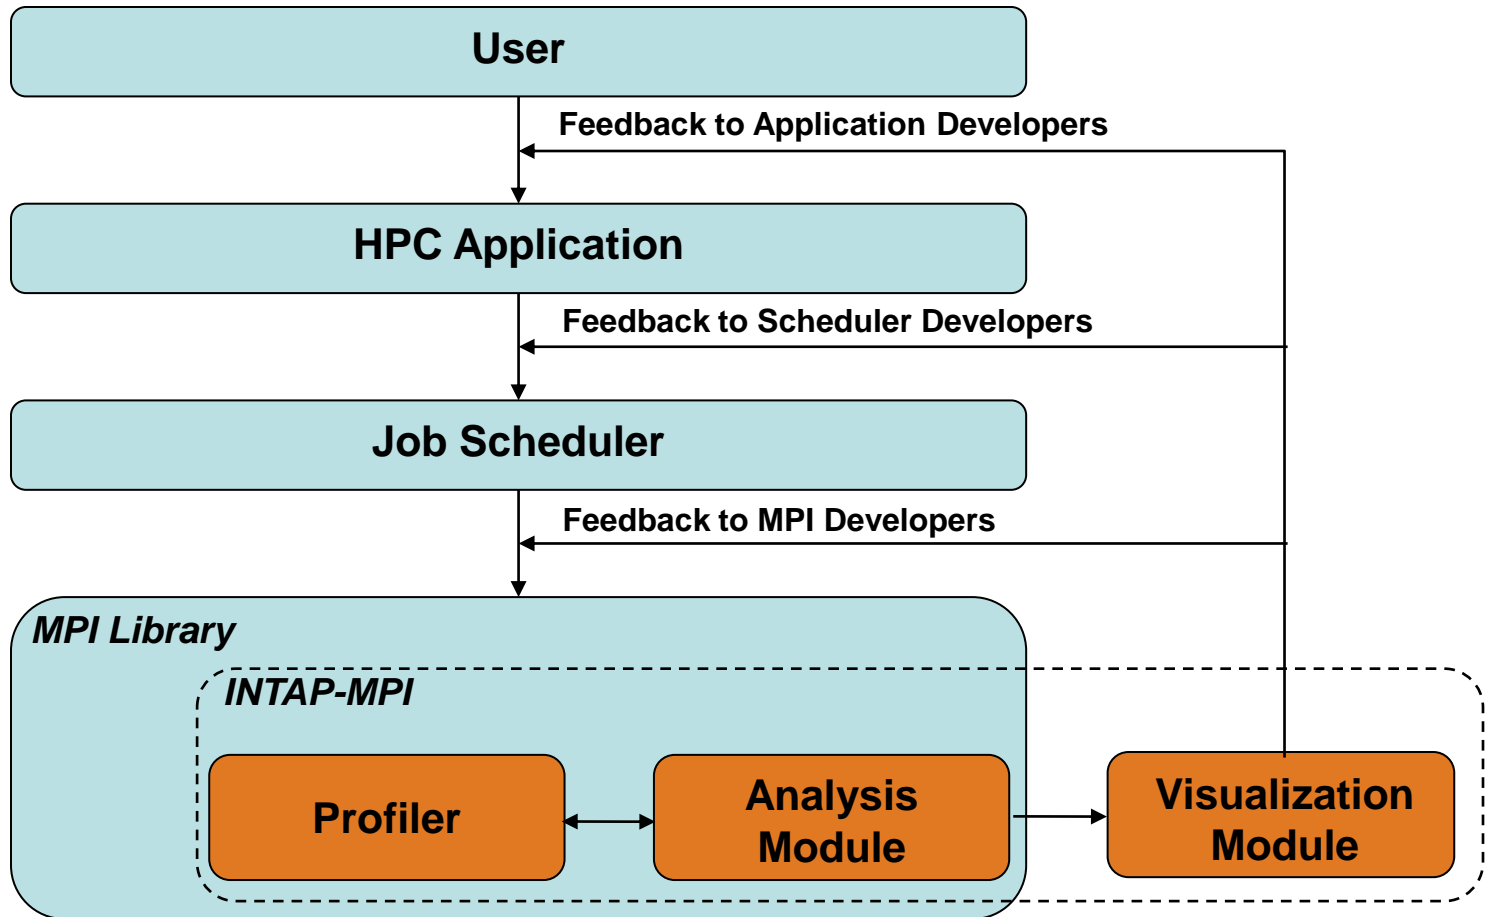 User
Feedback to Application Developers
HPC Application
Feedback to Scheduler Developers
Job Scheduler
Feedback to MPI Developers
MPI Library
INTAP-MPI
Profiler
Analysis
Module
Visualization
Module